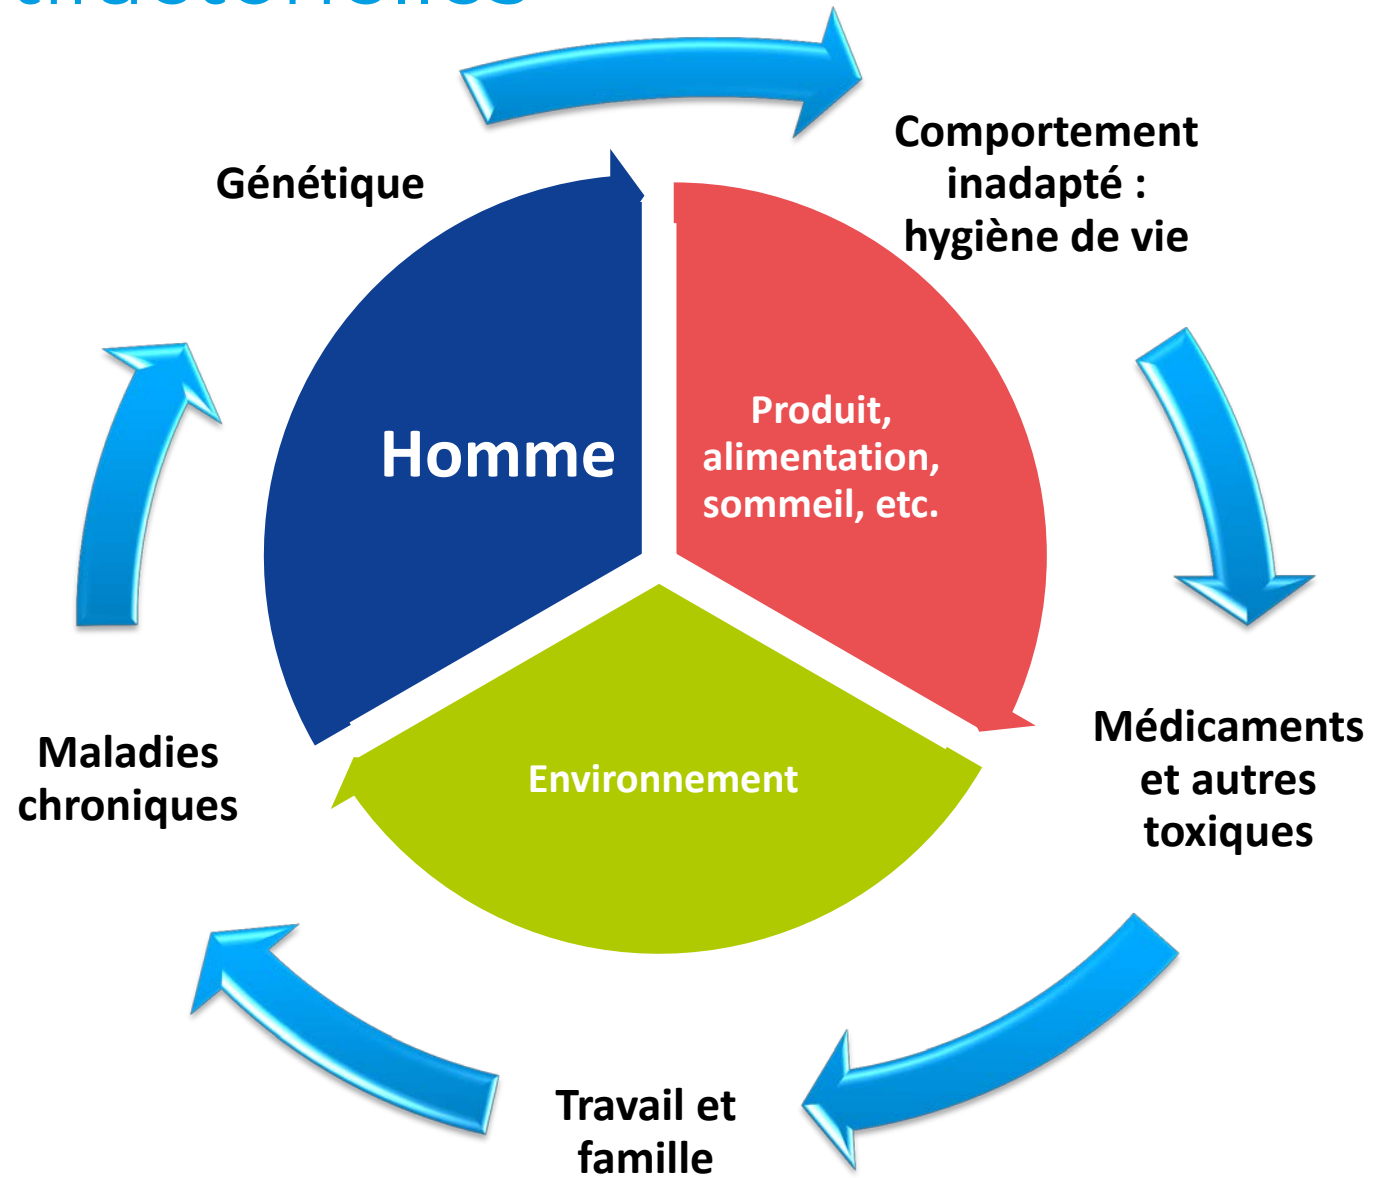 Génétique
Comportement
inadapté :
hygiène de vie
Homme
Produit,
alimentation,
sommeil, etc.
Environnement
Médicaments
et autres
toxiques
Maladies
chroniques
Travail et
famille